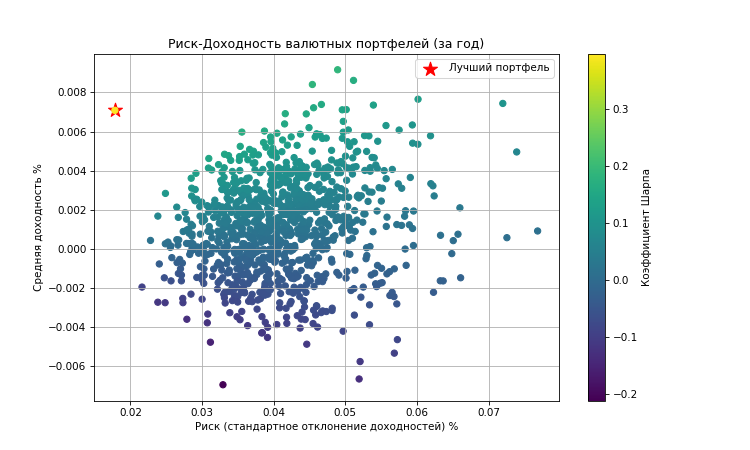 Риск-Доходность валютных портфелей (за год)
Лучший портфель
0.008
0.006
0.004
0.002
0.000
−0.002
−0.004
−0.006
Средняя доходность %
0.02 0.03 0.04 0.05 0.06 0.07
Риск (стандартное отклонение доходностей) %
0.3
0.2
0.1
0.0
−0.1
−0.2
Коэффициент Шарпа